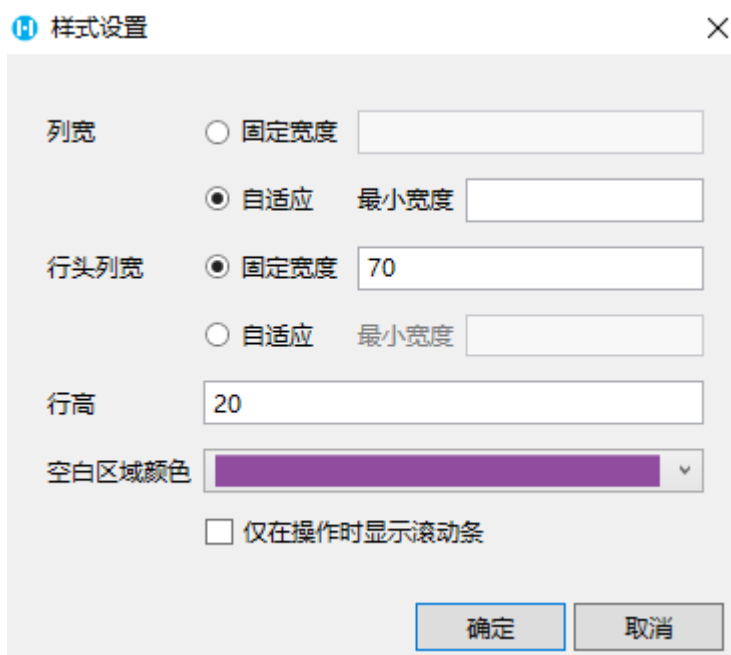 样式设置
列宽 固定宽度
自适应 最小宽度
行头列宽 固定宽度 70
自适应 最小宽度
行高 20
空白区域颜色
仅在操作时显示滚动条
确定 取消